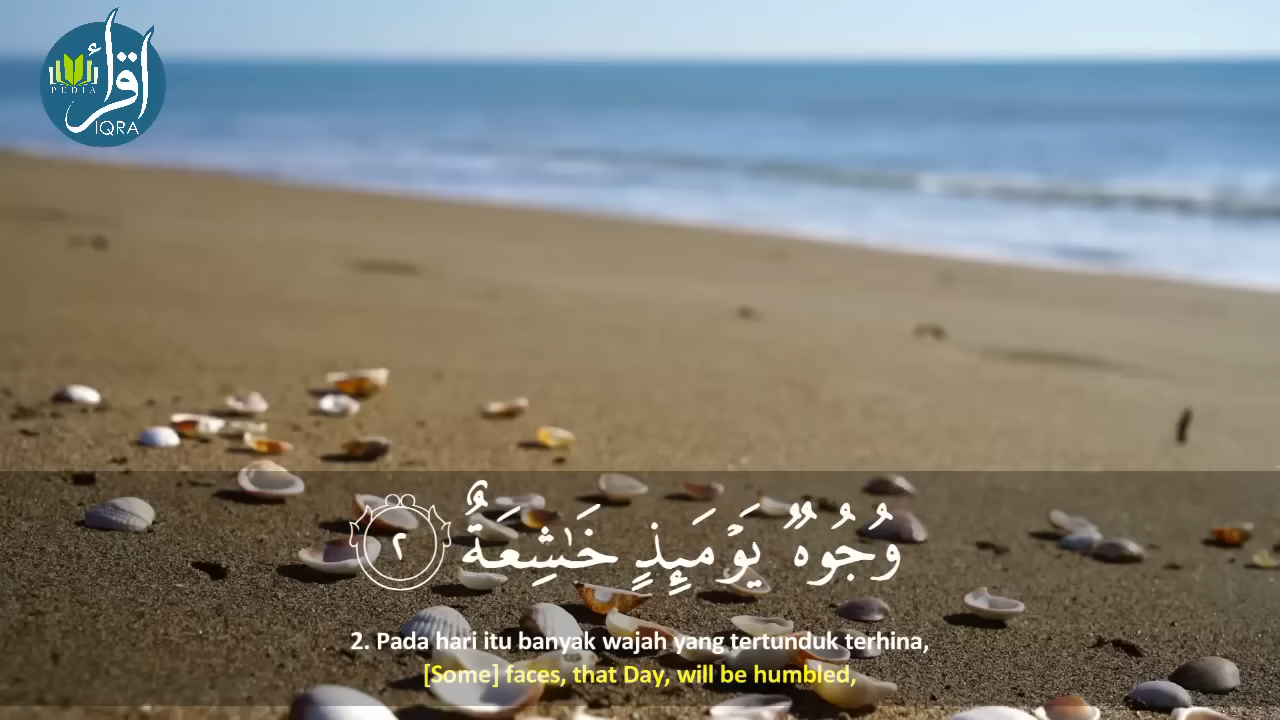 اقرأ
PUDIA
IQRA
وُجُوهٌ يَوْمَئِذٍ خَـٰشِعَةٌ ٢
2. Pada hari itu banyak wajah yang tertunduk terhina,
[Some] faces, that Day, will be humbled,